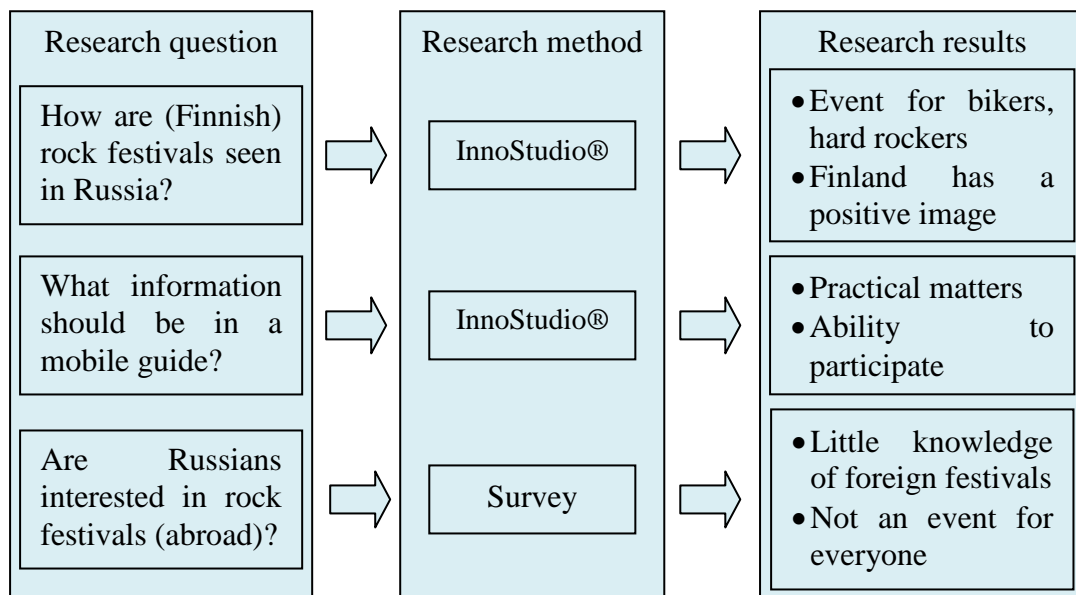 Research question
Research method
Research results
How are (Finnish)
rock festivals seen
in Russia?
InnoStudio®
•Event for bikers,
hard rockers
•Finland has a
positive image
What information
should be in a
mobile guide?
InnoStudio®
•Practical matters
•Ability to
participate
Are Russians
interested in rock
festivals (abroad)?
Survey
•Little knowledge
of foreign festivals
•Not an event for
everyone